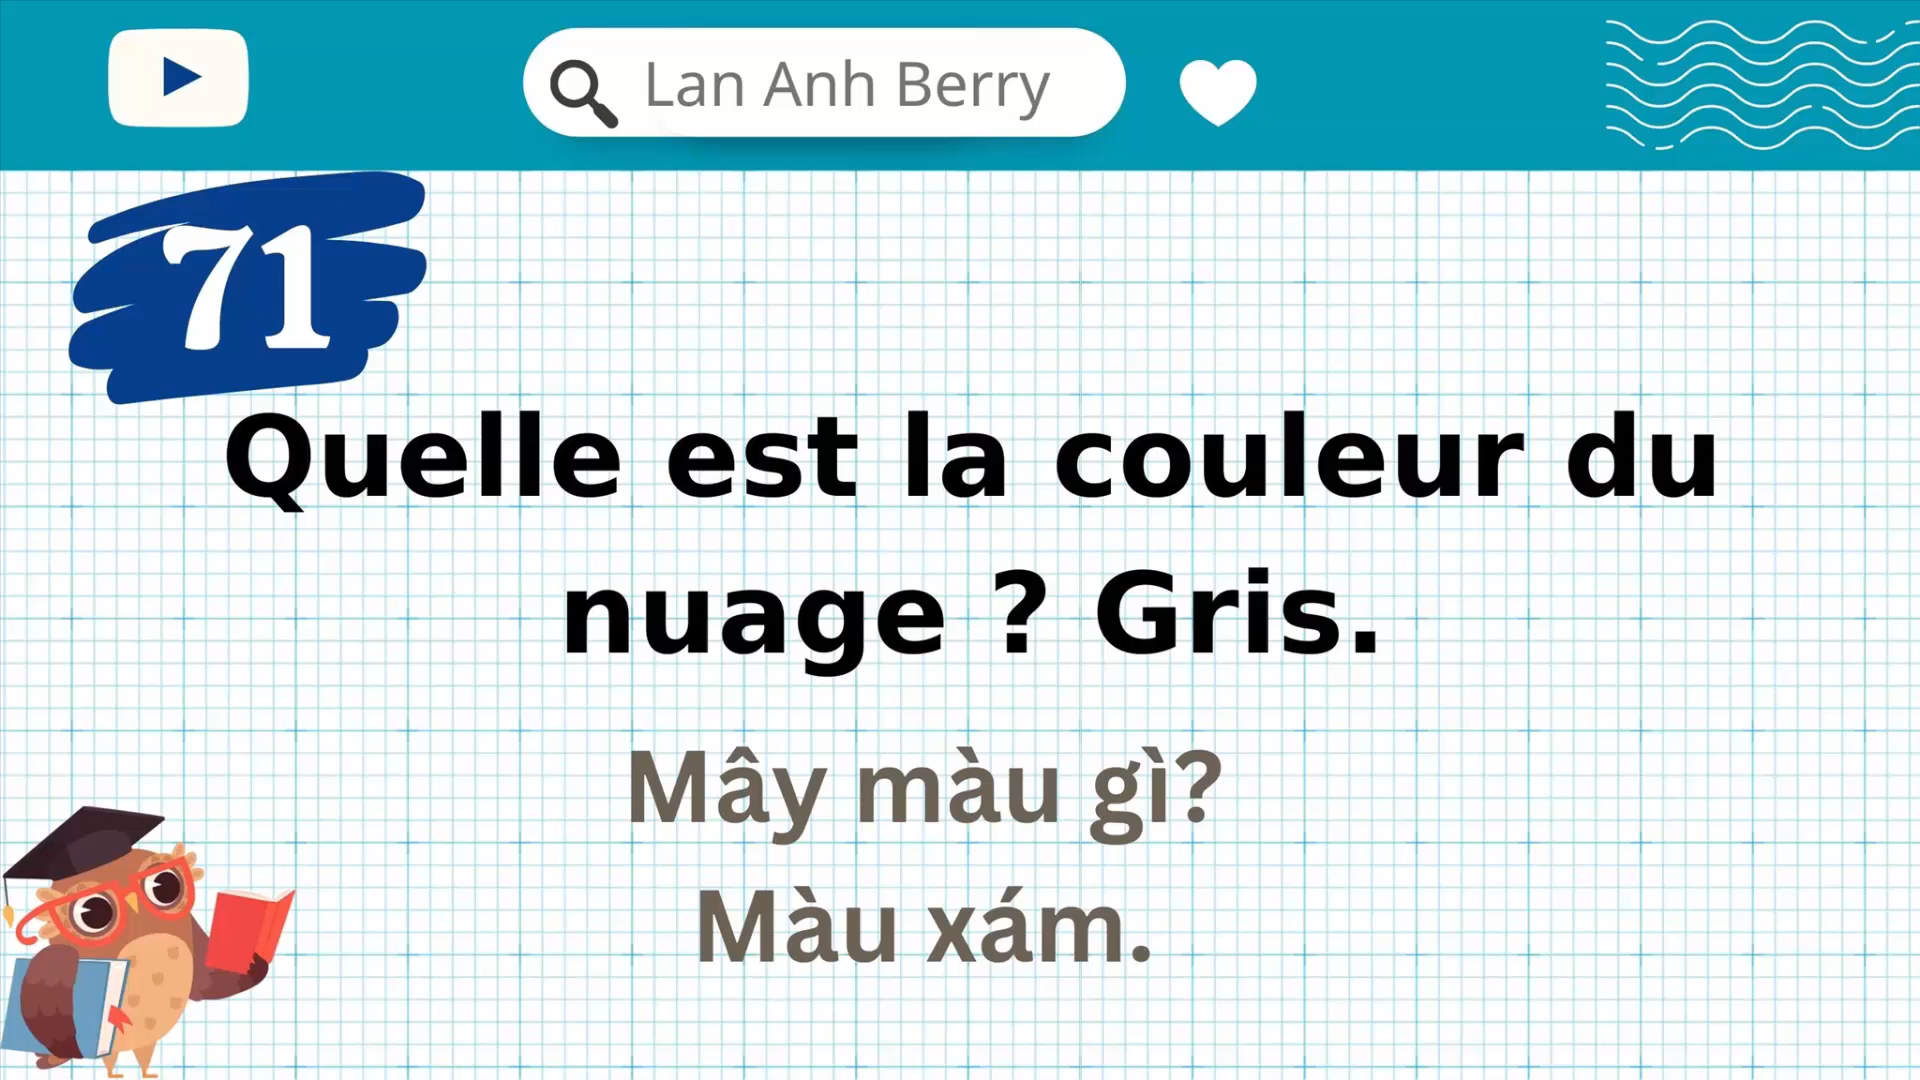 Lan Anh Berry
71
Quelle est la couleur du
nuage ? Gris.
Mây màu gì?
Màu xám.